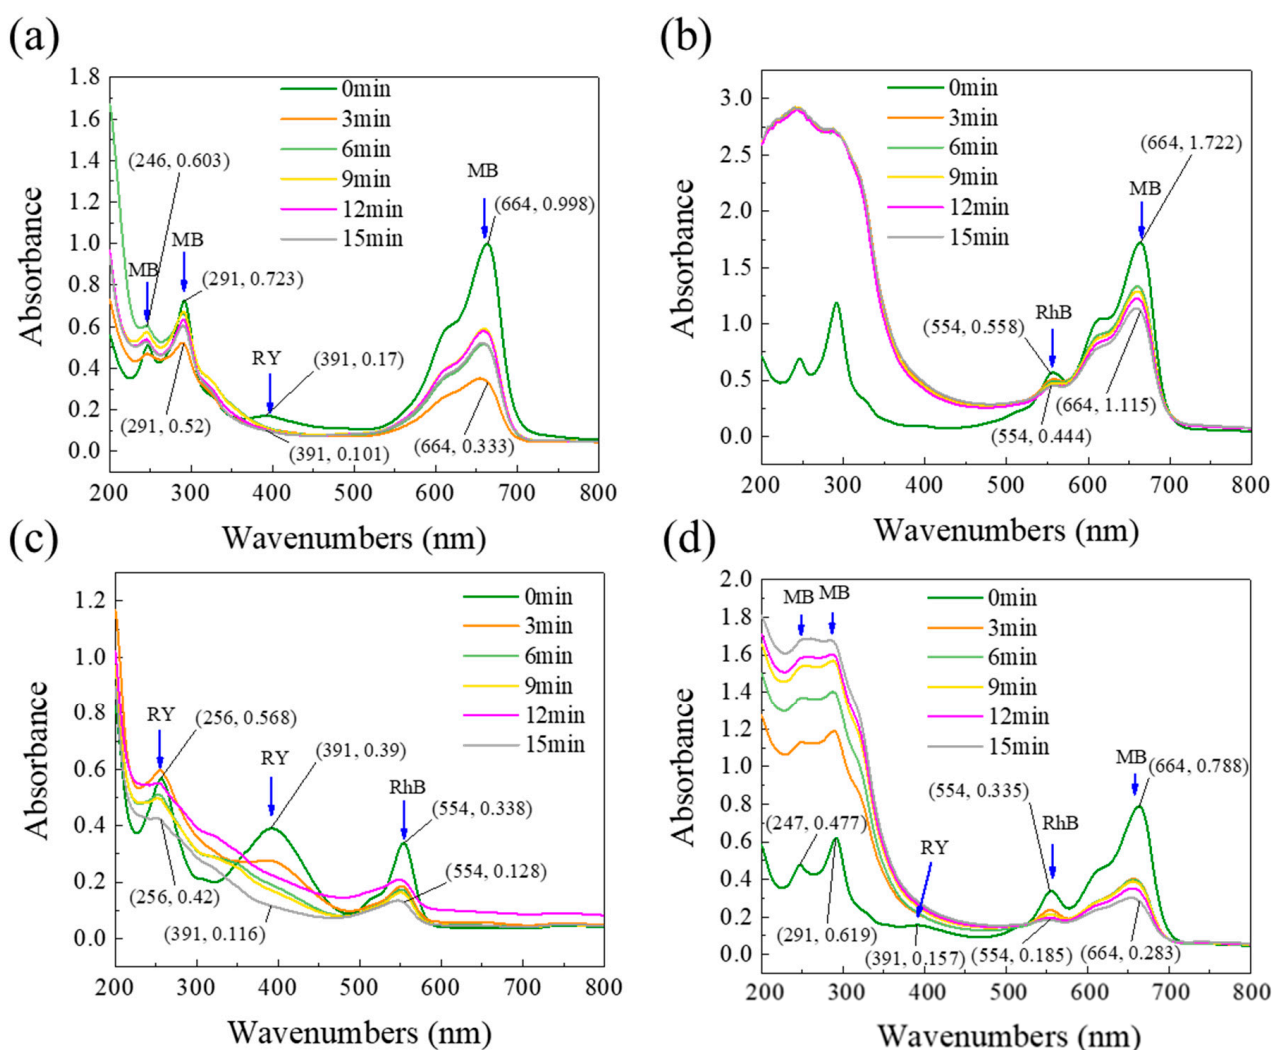 (a)
Absorbance
1.8
1.6
1.4
1.2
1.0
0.8
0.6
0.4
0.2
0.0
0min
3min
6min
9min
12min
15min
(246, 0.603)
MB
MB
(664, 0.998)
MB
(291, 0.723)
RY
(391, 0.17)
(291, 0.52)
(391, 0.101)
(664, 0.333)
200 300 400 500 600 700 800
Wavenumbers (nm)
(b)
Absorbance
3.0
2.5
2.0
1.5
1.0
0.5
0.0
0min
3min
6min
9min
12min
15min
(664, 1.722)
MB
RhB
(554, 0.558)
(664, 1.115)
(554, 0.444)
200 300 400 500 600 700 800
Wavenumbers (nm)
(c)
Absorbance
1.2
1.0
0.8
0.6
0.4
0.2
0.0
0min
3min
6min
9min
12min
15min
RY
(256, 0.568)
RY
(391, 0.39)
RhB
(554, 0.338)
(554, 0.128)
(256, 0.42)
(391, 0.116)
200 300 400 500 600 700 800
Wavenumbers (nm)
(d)
Absorbance
2.0
1.8
1.6
1.4
1.2
1.0
0.8
0.6
0.4
0.2
0.0
MB
MB
0min
3min
6min
9min
12min
15min
MB
(664, 0.788)
(554, 0.335)
(247, 0.477)
RhB
RY
(291, 0.619)
(391, 0.157)
(554, 0.185)
(664, 0.283)
200 300 400 500 600 700 800
Wavenumbers (nm)